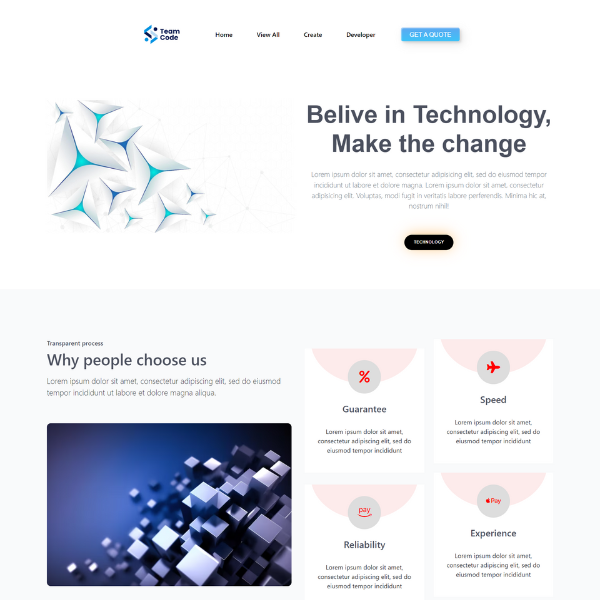 Team
Code
Home
View All
Create
Developer
GET A QUOTE
Belive in Technology,
Make the change
Lorem ipsum dolor sit amet, consectetur adipisicing elit, sed do eiusmod tempor
incididunt ut labore et dolore magna. Lorem ipsum dolor sit amet, consectetur
adipisicing elit. Voluptas, modi fugit in veritatis labore perferendis. Minima hic at,
nostrum nihil!
TECHNOLOGY
Transparent process
Why people choose us
Lorem ipsum dolor sit amet, consectetur adipiscing elit, sed do eiusmod
tempor incididunt ut labore et dolore magna aliqua.
Guarantee
Lorem ipsum dolor sit amet,
consectetur adipiscing elit, sed do
eiusmod tempor incididunt
Speed
Lorem ipsum dolor sit amet,
consectetur adipiscing elit, sed do
eiusmod tempor incididunt
pay
Reliability
Lorem ipsum dolor sit amet,
consectetur adipiscing elit, sed do
eiusmod tempor incididunt
Pay
Experience
Lorem ipsum dolor sit amet,
consectetur adipiscing elit, sed do
eiusmod tempor incididunt